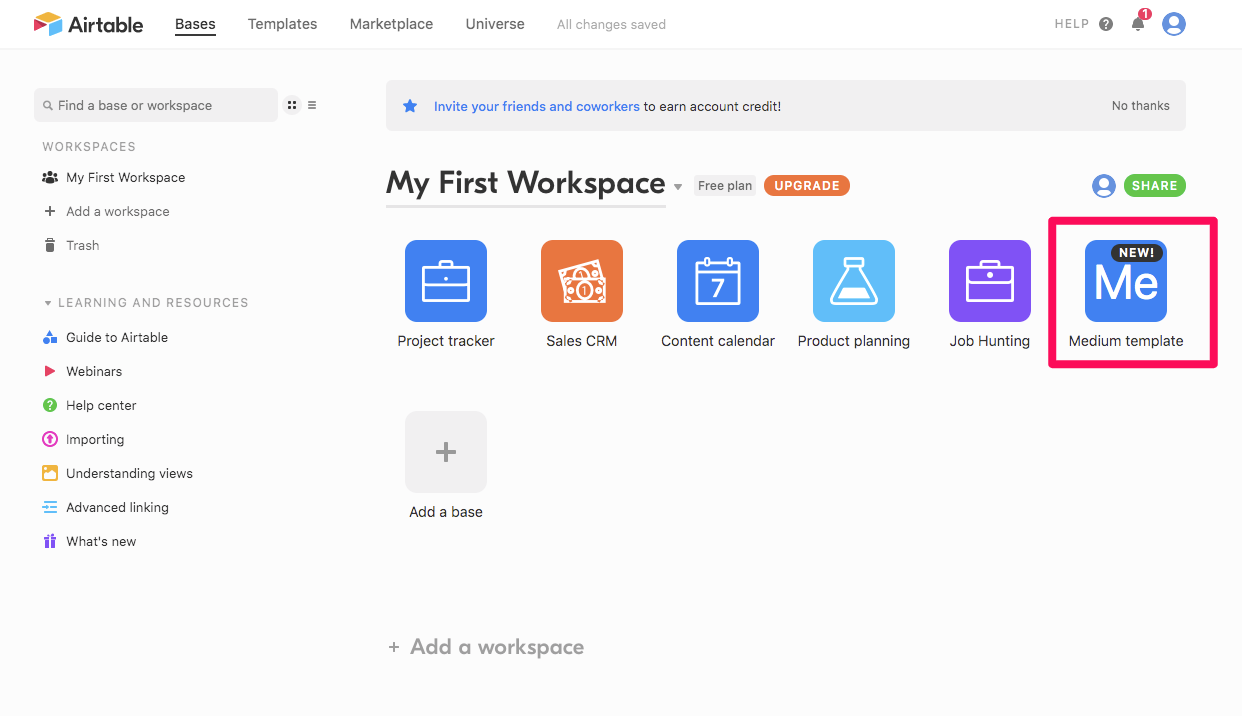 Airtable
Bases
Templates
Marketplace
Universe
All changes saved
HELP ?
1
Find a base or workspace
WORKSPACES
My First Workspace
+ Add a workspace
Trash
LEARNING AND RESOURCES
Guide to Airtable
Webinars
? Help center
Importing
Understanding views
Advanced linking
What's new
Invite your friends and coworkers to earn account credit!
No thanks
My First Workspace
Free plan
UPGRADE
SHARE
Project tracker
1
1
Sales CRM
7
Content calendar
Product planning
Job Hunting
NEW!
Me
Medium template
+
Add a base
+ Add a workspace